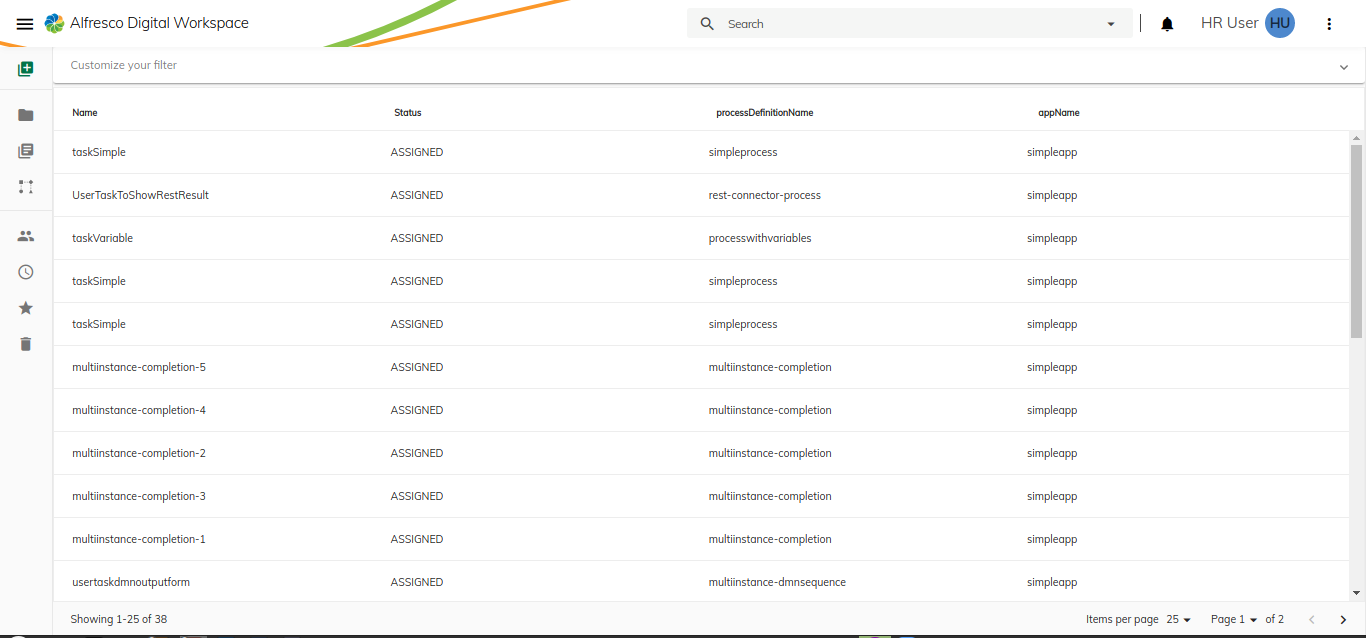 Alfresco Digital Workspace Search HR User HU
Customize your filter
Name Status processDefinitionName appName
taskSimple ASSIGNED simpleprocess simpleapp
UserTaskToShowRestResult ASSIGNED rest-connector-process simpleapp
taskVariable ASSIGNED processwithvariables simpleapp
taskSimple ASSIGNED simpleprocess simpleapp
taskSimple ASSIGNED simpleprocess simpleapp
multiinstance-completion-5 ASSIGNED multiinstance-completion simpleapp
multiinstance-completion-4 ASSIGNED multiinstance-completion simpleapp
multiinstance-completion-2 ASSIGNED multiinstance-completion simpleapp
multiinstance-completion-3 ASSIGNED multiinstance-completion simpleapp
multiinstance-completion-1 ASSIGNED multiinstance-completion simpleapp
usertaskdmnoutputform ASSIGNED multiinstance-dmnsequence simpleapp
Showing 1-25 of 38 Items per page 25 Page 1 of 2